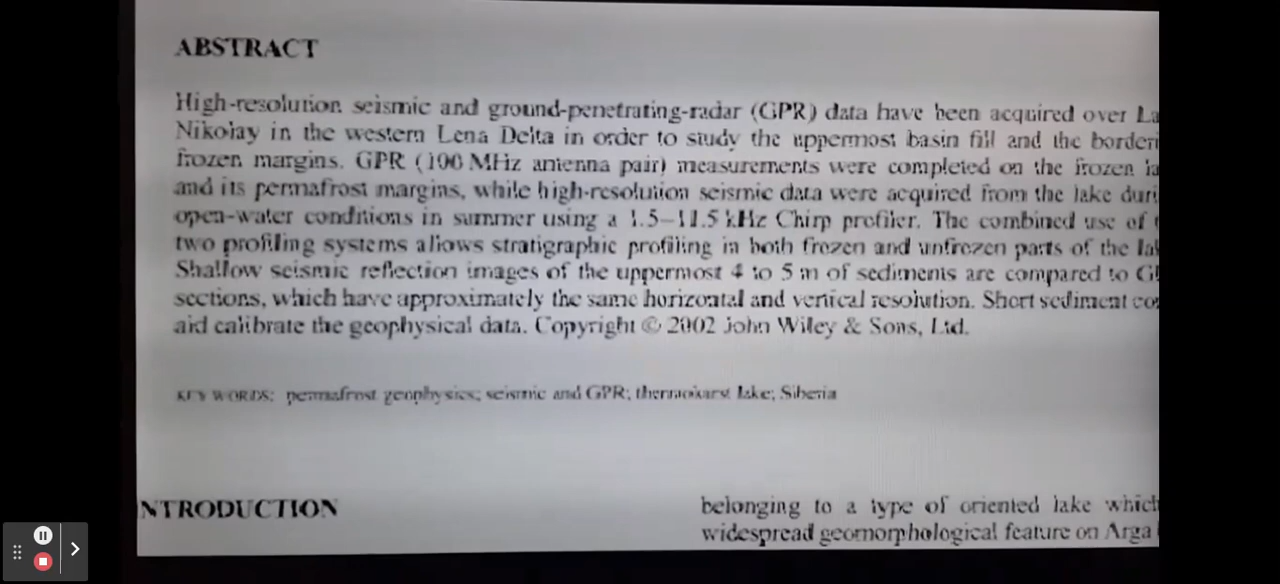 ABSTRACT
High-resolution seismic and ground-penetrating-radar (GPR) data have been acquired over La
Nikolay in the western Lena Delta in order to study the uppermost basin fill and the borderi
frozen margins. GPR (100 MHz antenna pair) measurements were completed on the frozen la
and its permafrost margins, while high-resolution seismic data were acquired from the lake duri
open-water conditions in summer using a 1.5–11.5 kHz Chirp profiler. The combined use of
two profiling systems allows stratigraphic profiling in both frozen and unfrozen parts of the la
Shallow seismic reflection images of the uppermost 4 to 5 m of sediments are compared to G
sections, which have approximately the same horizontal and vertical resolution. Short sediment co
aid calibrate the geophysical data. Copyright © 2002 John Wiley & Sons, Ltd.
KEY WORDS: permafrost geophysics; seismic and GPR; thermokarst lake; Siberia
NTRODUCTION
belonging to a type of oriented lake which
widespread geomorphological feature on Arga